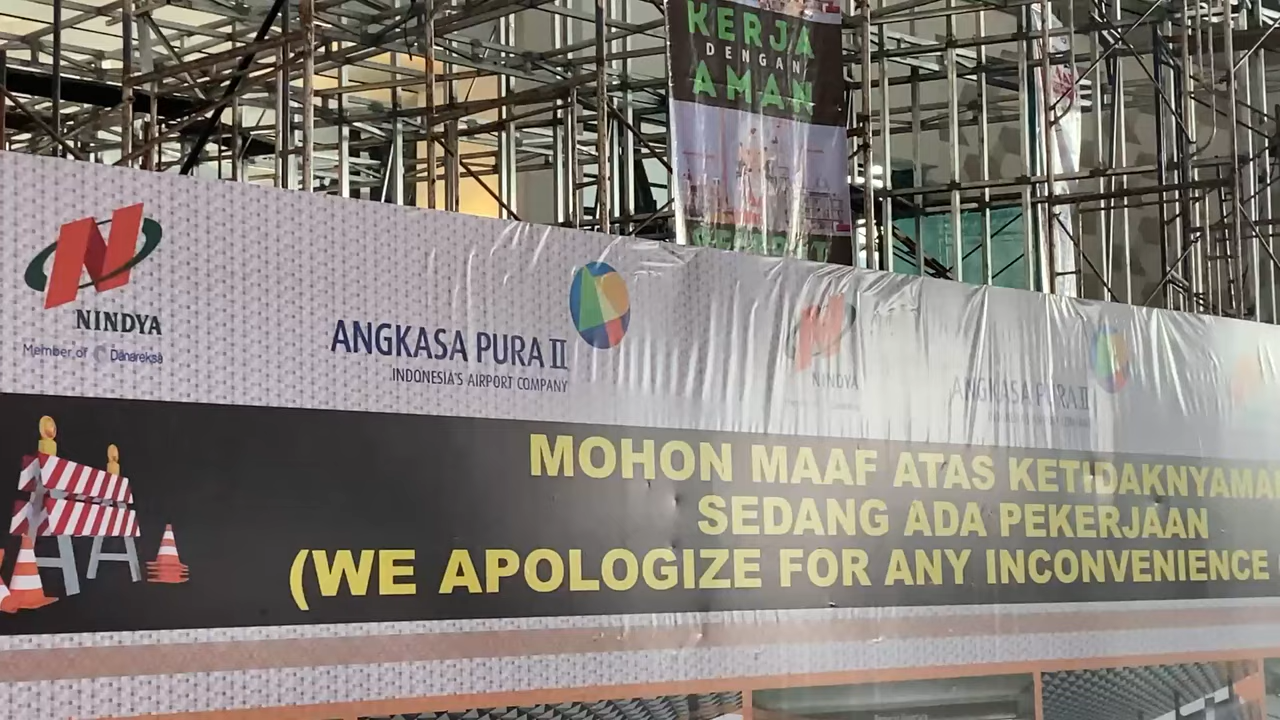 KERJA
DENGAN
AMAN
NINDYA
Member of Danareksa
ANGKASA PURA II
INDONESIA'S AIRPORT COMPANY
NINDYA
ANGKASA PURA II
MOHON MAAF ATAS KETIDAKNYAMA
SEDANG ADA PEKERJAAN
(WE APOLOGIZE FOR ANY INCONVENIENCE